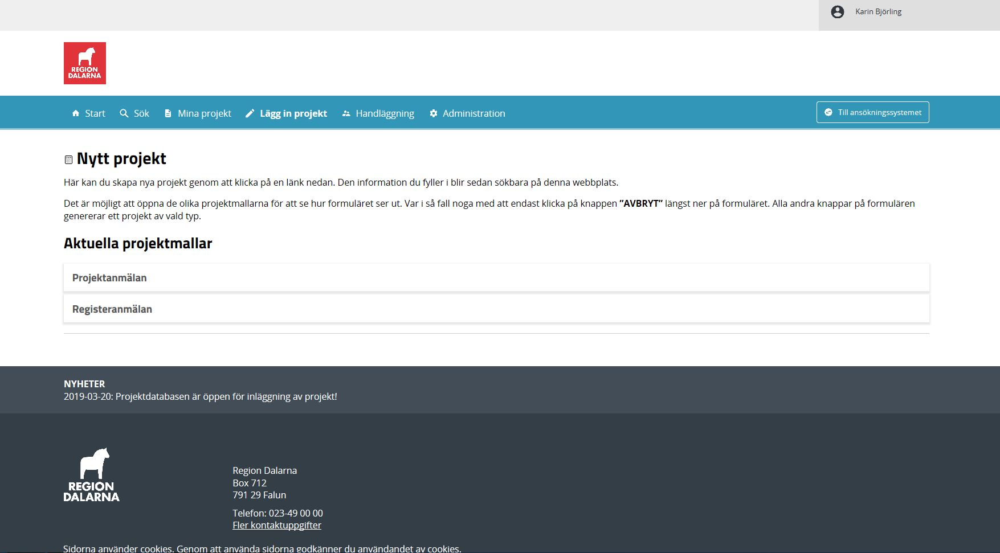 Karin Björling
REGION
DALARNA
Start
Sök
Mina projekt
Lägg in projekt
Handläggning
Administration
Till ansökningssystemet
Nytt projekt
Här kan du skapa nya projekt genom att klicka på en länk nedan. Den information du fyller i blir sedan sökbara på denna webbplats.
Det är möjligt att öppna de olika projektmallarna för att se hur formuläret ser ut. Var i så fall noga med att endast klicka på knappen ”AVBRYT” längst ner på formuläret. Alla andra knappar på formulären
genererar ett projekt av vald typ.
Aktuella projektmallar
Projektanmälan
Registeranmälan
NYHETER
2019-03-20: Projektdatabasen är öppen för inläggning av projekt!
REGION
DALARNA
Region Dalarna
Box 712
791 29 Falun
Telefon: 023-49 00 00
Fler kontaktuppgifter
Sidorna använder cookies. Genom att använda sidorna godkänner du användandet av cookies.